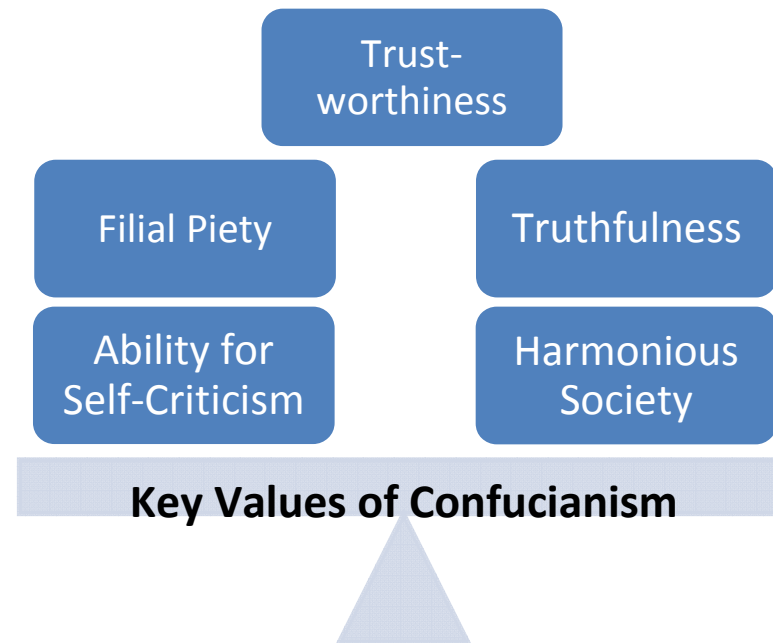 Trust-
worthiness
Filial Piety
Truthfulness
Ability for
Self-Criticism
Harmonious
Society
Key Values of Confucianism